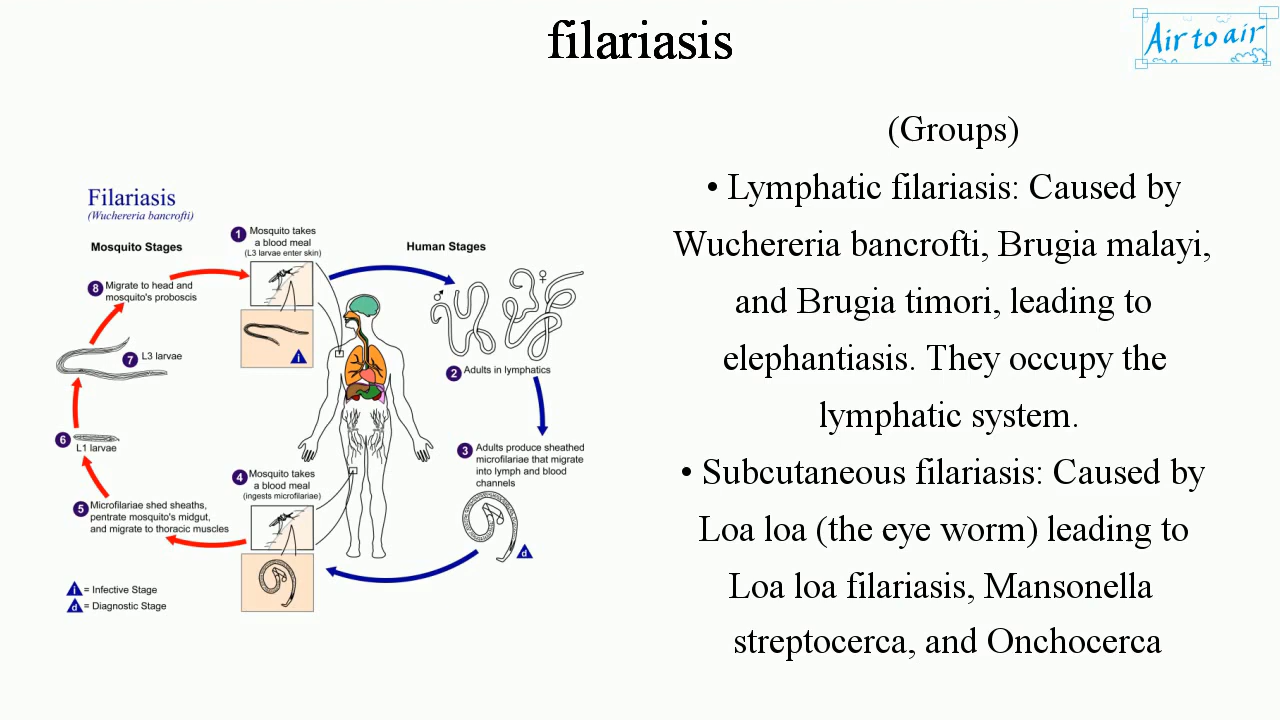 filariasis
Air to air
Filariasis
(Wuchereria bancrofti)
Mosquito Stages
Human Stages
1 Mosquito takes
a blood meal
(L3 larvae enter skin)
i
♂
♀
2 Adults in lymphatics
3 Adults produce sheathed
microfilariae that migrate
into lymph and blood
channels
d
4 Mosquito takes
a blood meal
(ingests microfilariae)
5 Microfilariae shed sheaths,
pentrate mosquito's midgut,
and migrate to thoracic muscles
6
L1 larvae
7 L3 larvae
8 Migrate to head and
mosquito's proboscis
i = Infective Stage
d = Diagnostic Stage
(Groups)
• Lymphatic filariasis: Caused by
Wuchereria bancrofti, Brugia malayi,
and Brugia timori, leading to
elephantiasis. They occupy the
lymphatic system.
• Subcutaneous filariasis: Caused by
Loa loa (the eye worm) leading to
Loa loa filariasis, Mansonella
streptocerca, and Onchocerca